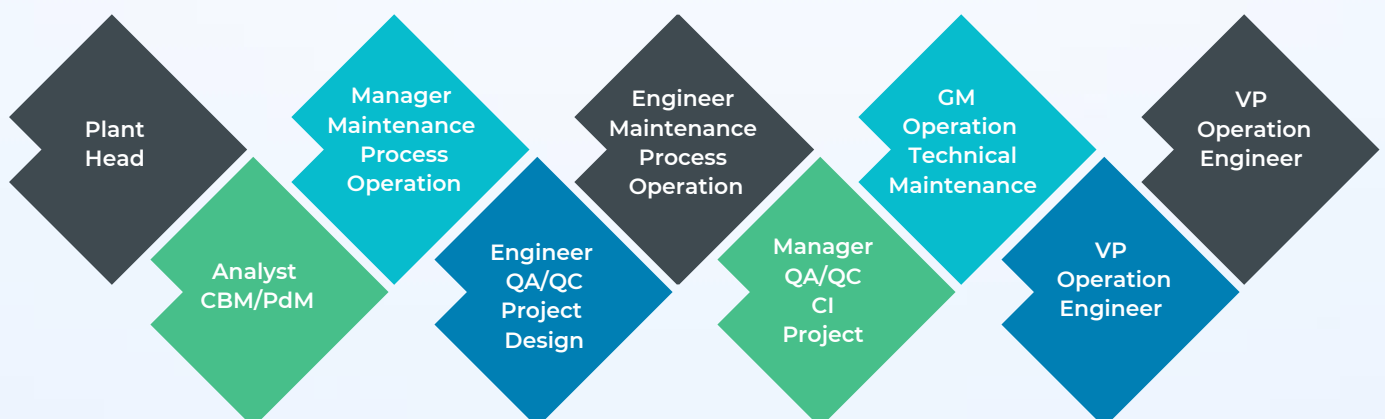 Plant
Head
Analyst
CBM/PdM
Manager
Maintenance
Process
Operation
Engineer
QA/QC
Project
Design
Engineer
Maintenance
Process
Operation
Manager
QA/QC
CI
Project
GM
Operation
Technical
Maintenance
VP
Operation
Engineer
VP
Operation
Engineer